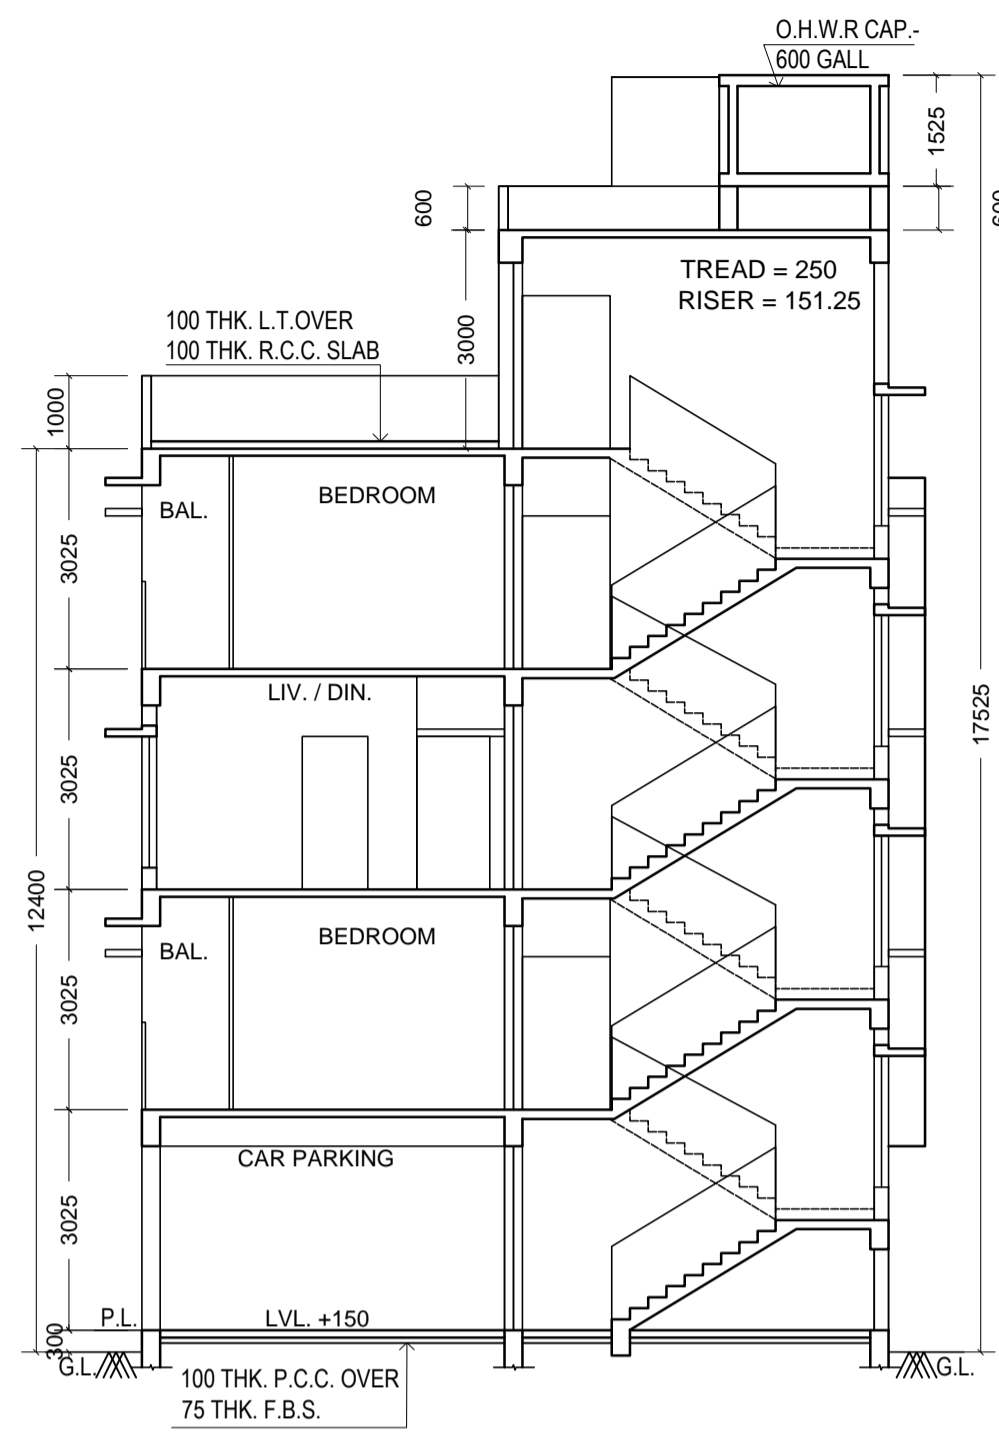 O.H.W.R CAP.-
600 GALL
1525
600
600
TREAD = 250
RISER = 151.25
3000
100 THK. L.T.OVER
100 THK. R.C.C. SLAB
1000
BAL.
BEDROOM
3025
LIV. / DIN.
3025
17525
12400
BAL.
BEDROOM
3025
CAR PARKING
3025
P.L.
LVL. +150
300
G.L.
G.L.
100 THK. P.C.C. OVER
75 THK. F.B.S.